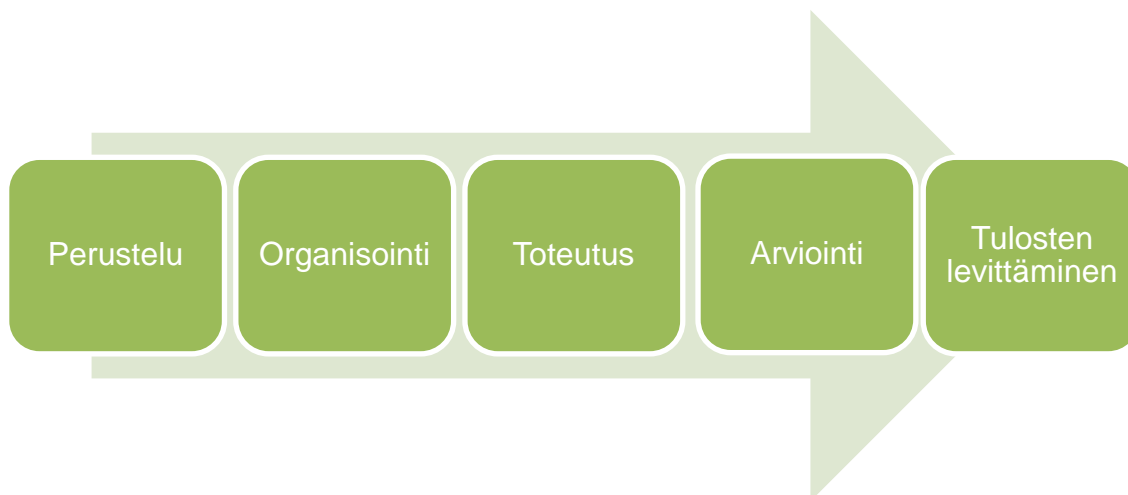 Perustelu
Organisointi
Toteutus
Arviointi
Tulosten
levittäminen